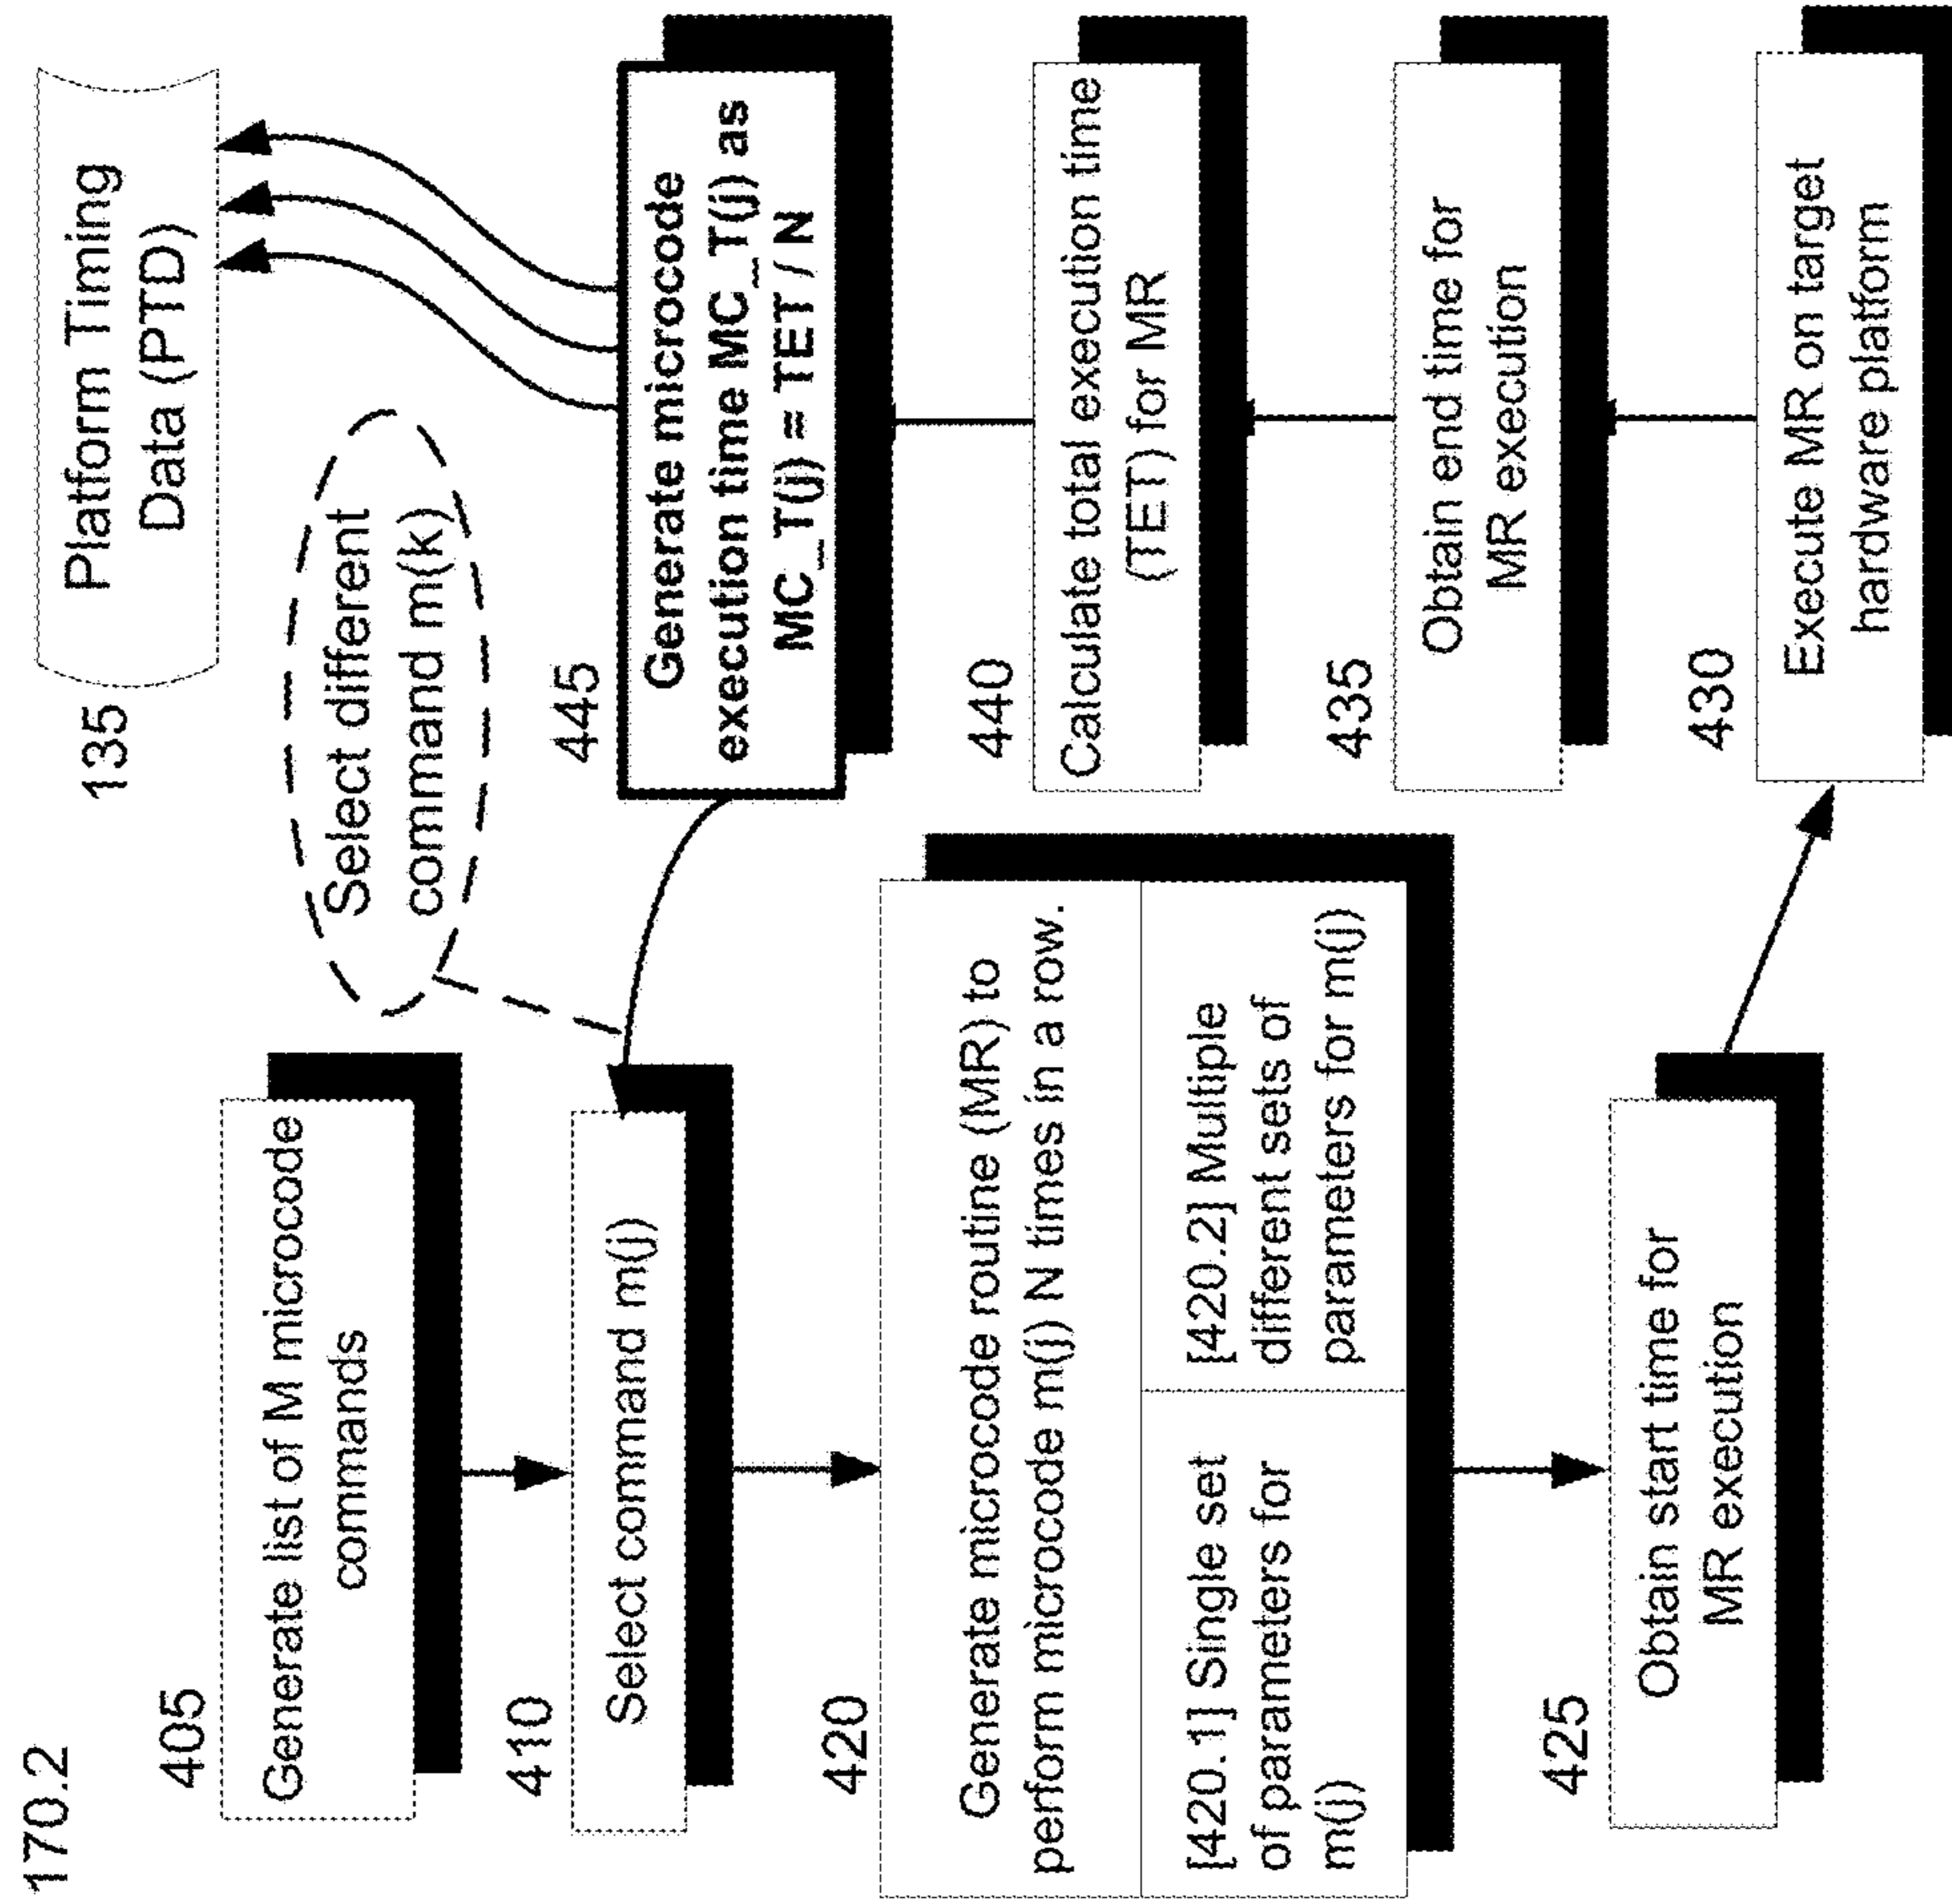 170.2
405
Generate list of M microcode
commands
410
Select command m(j)
420
Generate microcode routine (MR) to
perform microcode m(j) N times in a row.
[420.1] Single set
of parameters for
m(j)
[420.2] Multiple
different sets of
parameters for m(j)
425
Obtain start time for
MR execution
135
Platform Timing
Data (PTD)
Select different
command m(k)
445
Generate microcode
execution time MC_T(j) as
MC_T(j) = TET / N
440
Calculate total execution time
(TET) for MR
435
Obtain end time for
MR execution
430
Execute MR on target
hardware platform